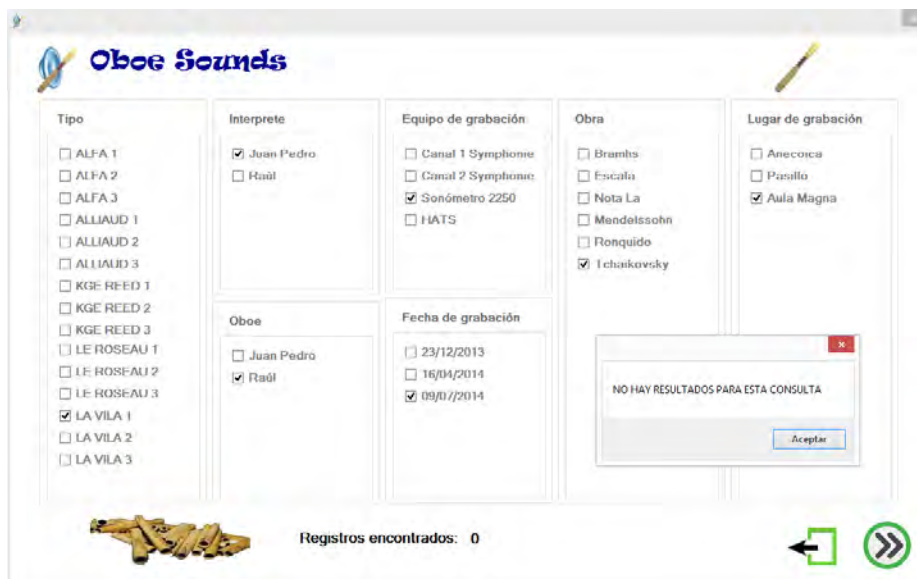 Oboe Sounds
Tipo
ALFA 1
ALFA 2
ALFA 3
ALLIAUD 1
ALLIAUD 2
ALLIAUD 3
KGE REED 1
KGE REED 2
KGE REED 3
LE ROSEAU 1
LE ROSEAU 2
LE ROSEAU 3
LA VILA 1
LA VILA 2
LA VILA 3
Interprete
Juan Pedro
Raúl
Oboe
Juan Pedro
Raúl
Equipo de grabación
Canal 1 Symphonie
Canal 2 Symphonie
Sonómetro 2250
HATS
Fecha de grabación
23/12/2013
16/04/2014
09/07/2014
Obra
Bramhs
Escala
Nota La
Mendelssohn
Ronquido
Tchaikovsky
Lugar de grabación
Anecoica
Pasillo
Aula Magna
NO HAY RESULTADOS PARA ESTA CONSULTA
Aceptar
Registros encontrados: 0